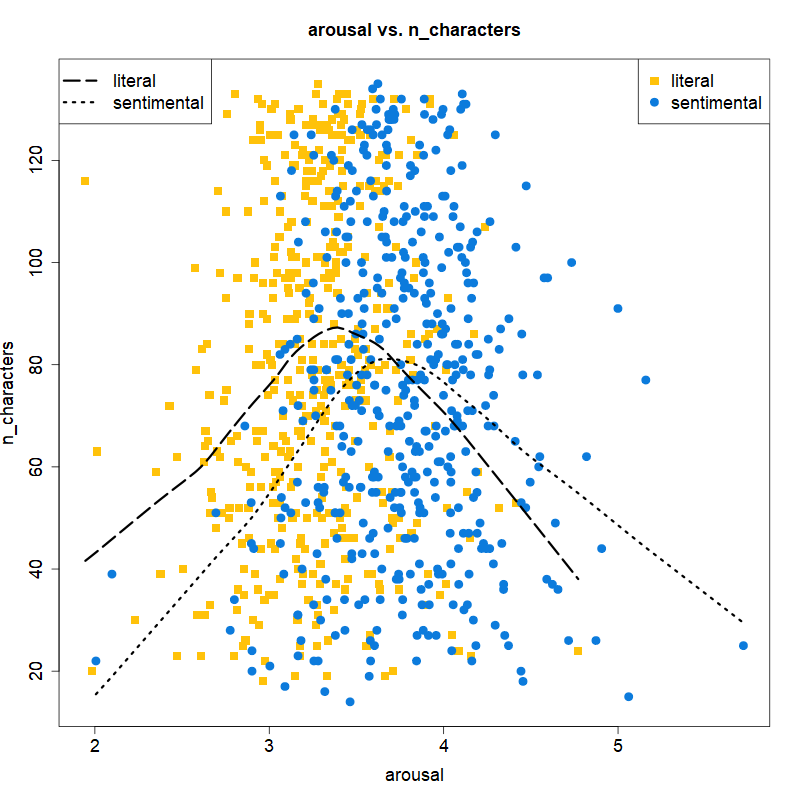 arousal vs. n_characters
literal
sentimental
literal
sentimental
n_characters
120
100
80
60
40
20
2 3 4 5
arousal